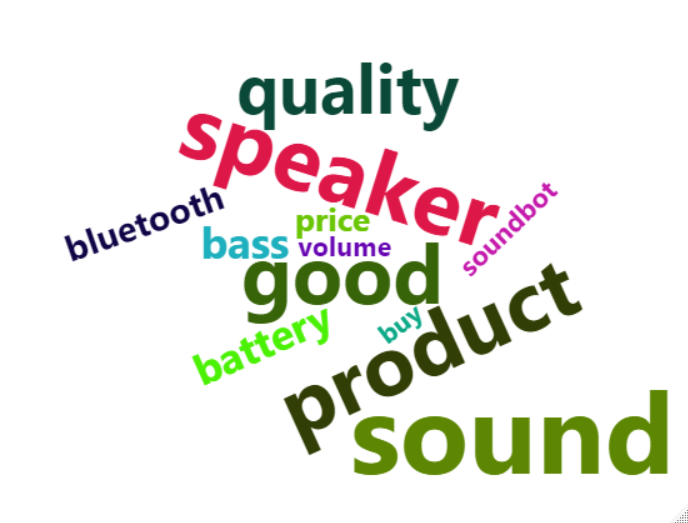 quality
speaker
bluetooth
soundbot
price
bass
volume
good
battery
buy
product
sound